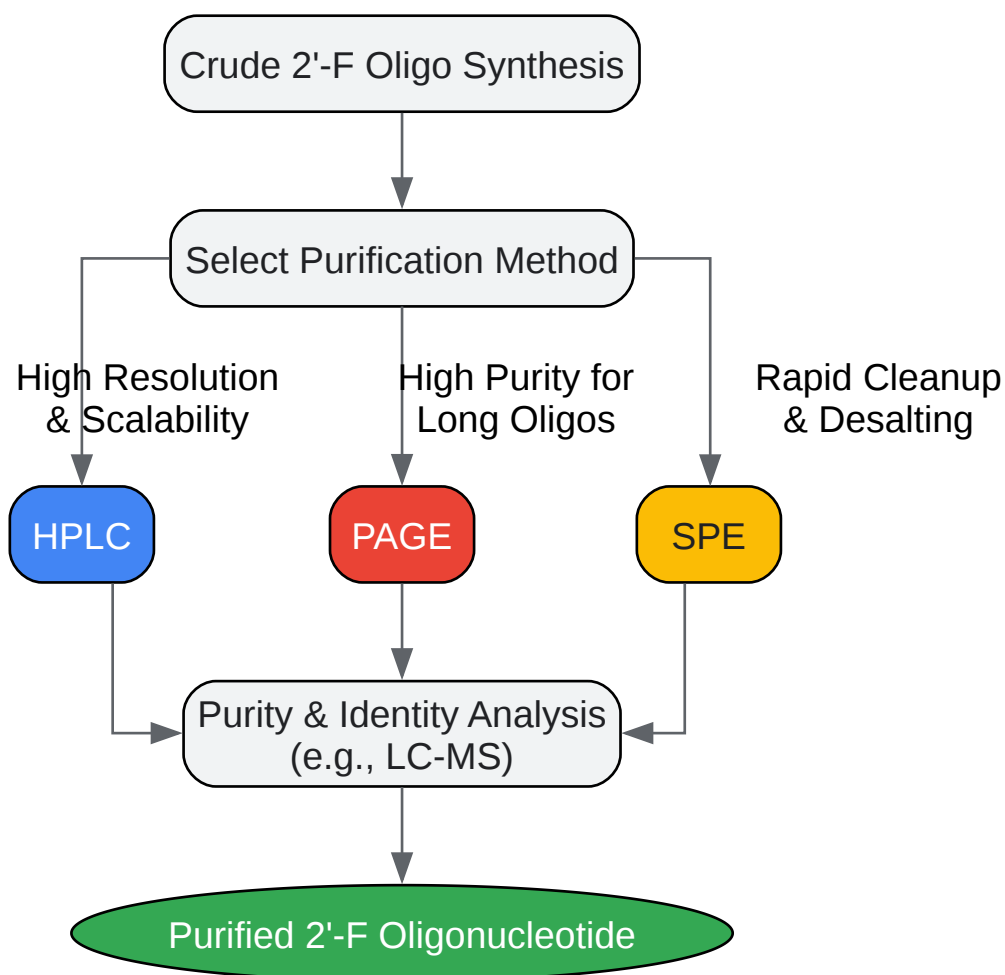 Crude 2'-F Oligo Synthesis
Select Purification Method
High Resolution
& Scalability
High Purity for
Long Oligos
Rapid Cleanup
& Desalting
HPLC
PAGE
SPE
Purity & Identity Analysis
(e.g., LC-MS)
Purified 2'-F Oligonucleotide